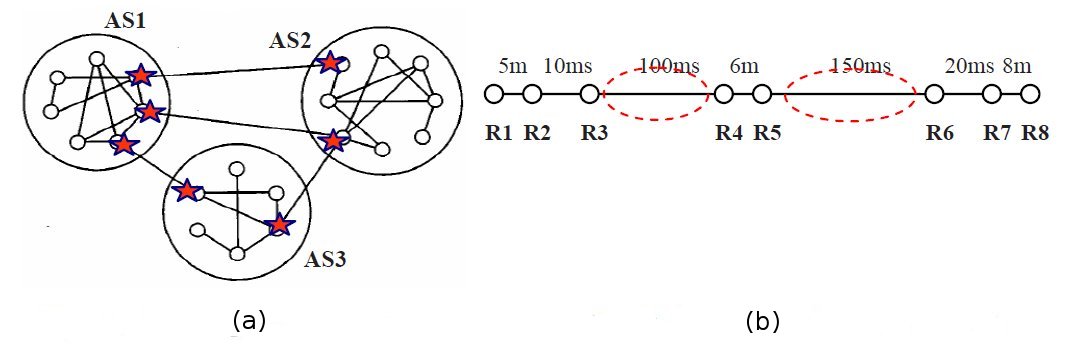 AS1
AS2
AS3
(a)
5m 10ms 100ms 6m 150ms 20ms 8m
R1 R2 R3 R4 R5 R6 R7 R8
(b)